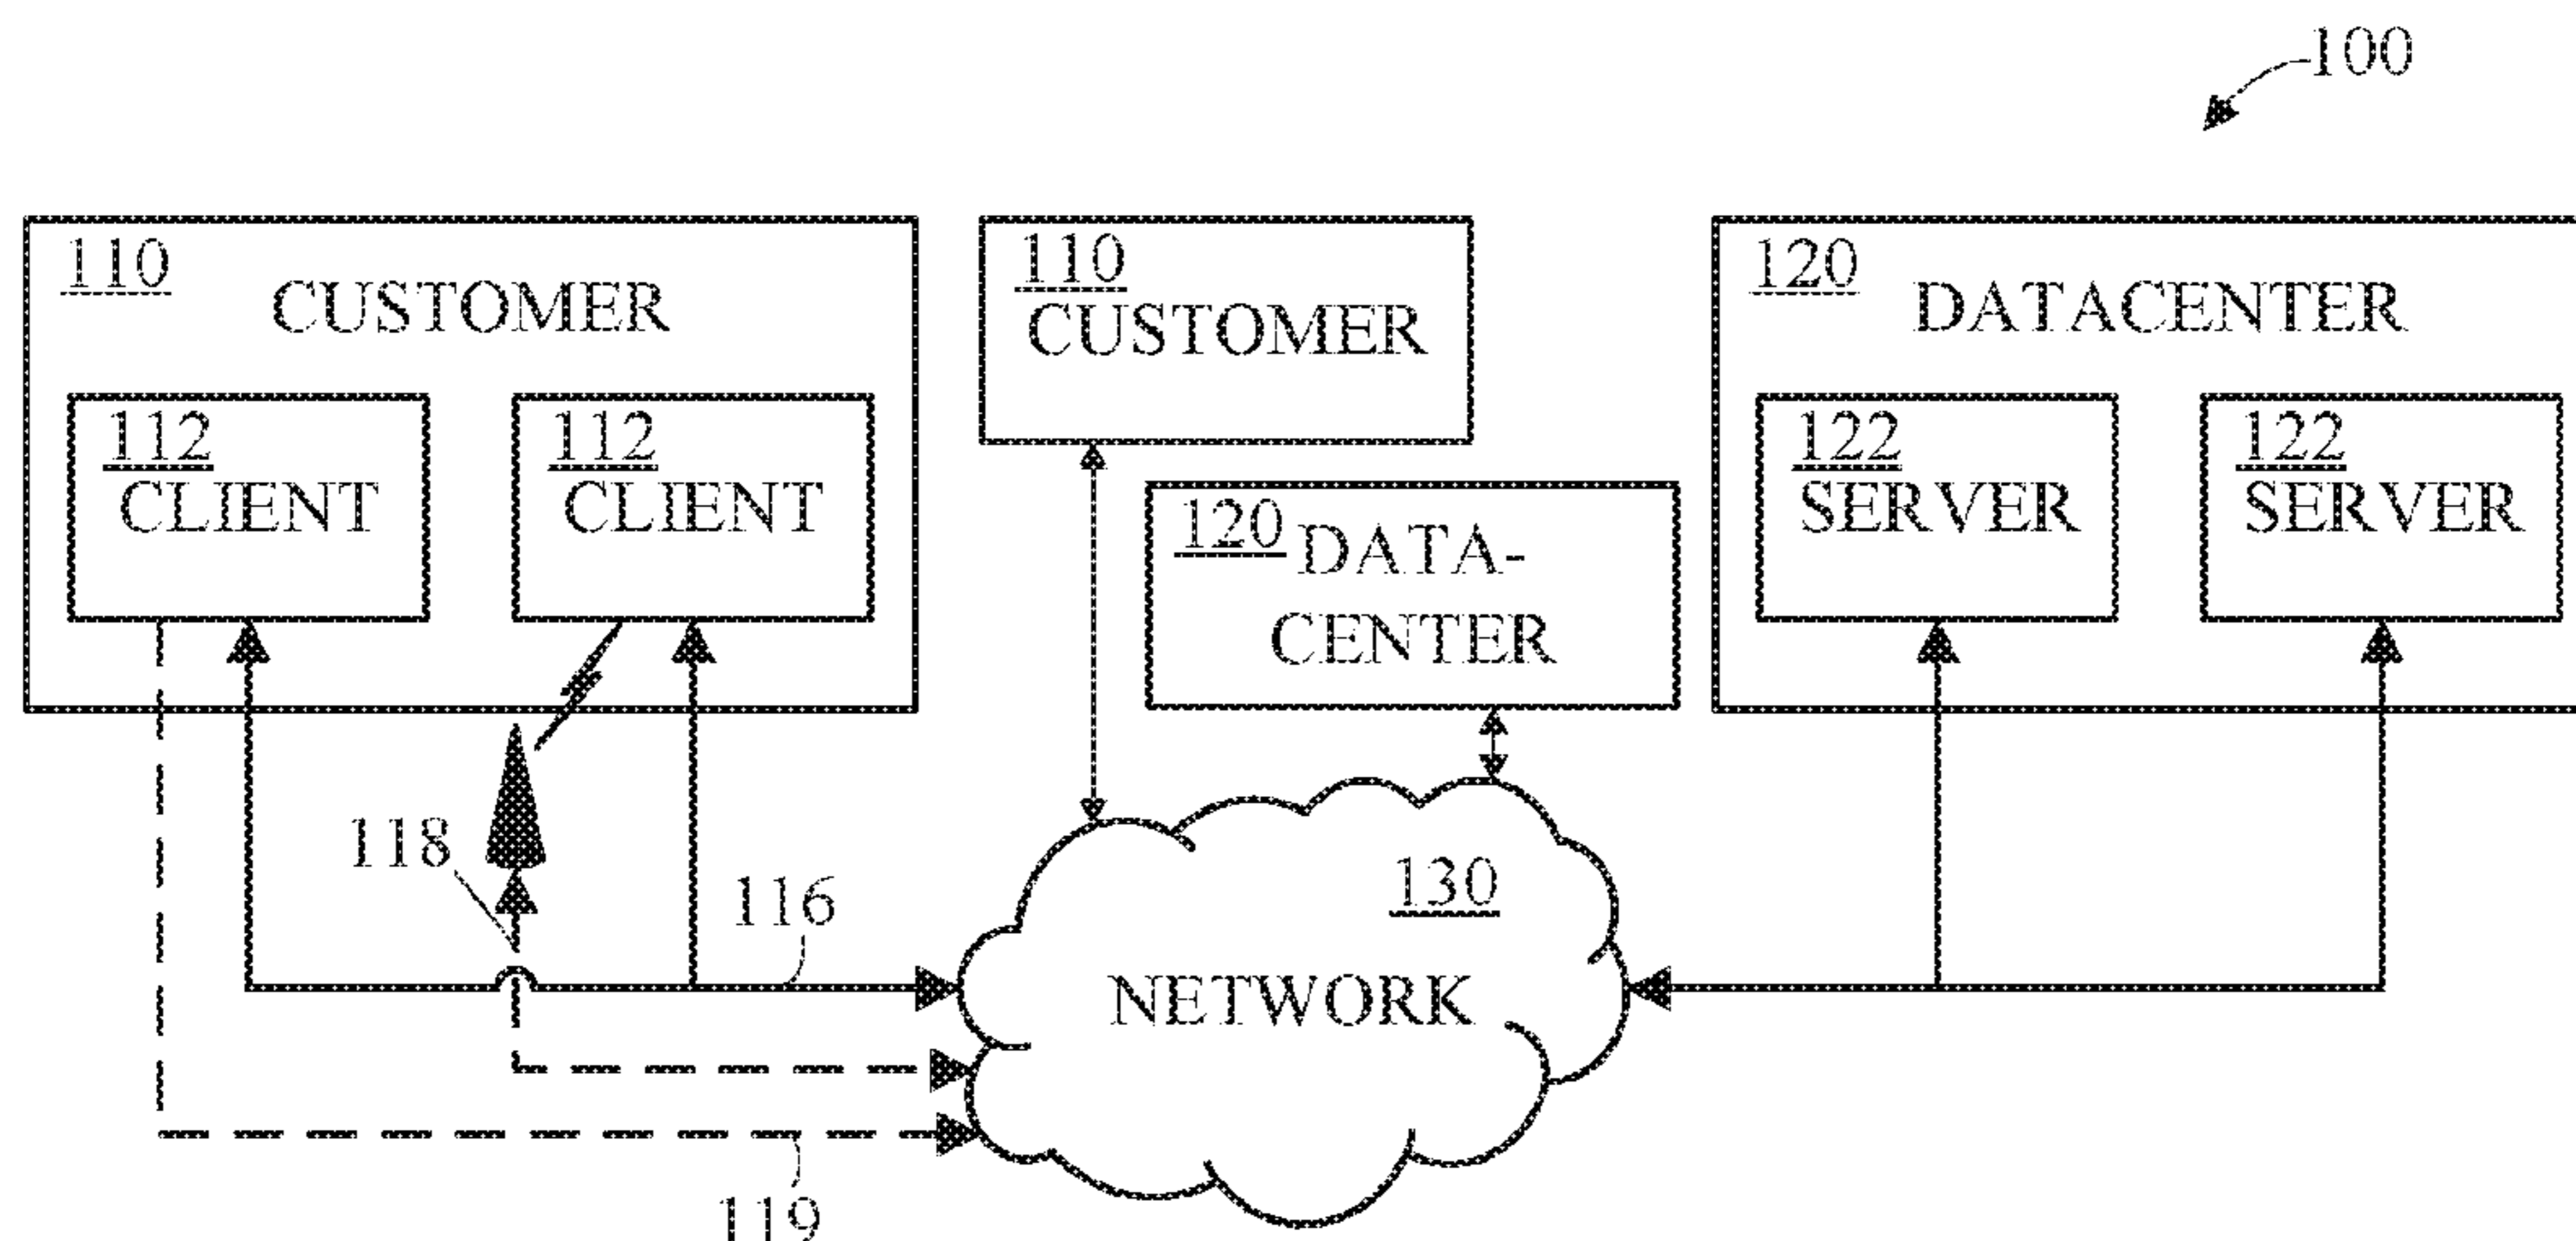 100
110
CUSTOMER
112
CLIENT
112
CLIENT
110
CUSTOMER
120
DATA-
CENTER
120
DATACENTER
122
SERVER
122
SERVER
118
116
130
NETWORK
119